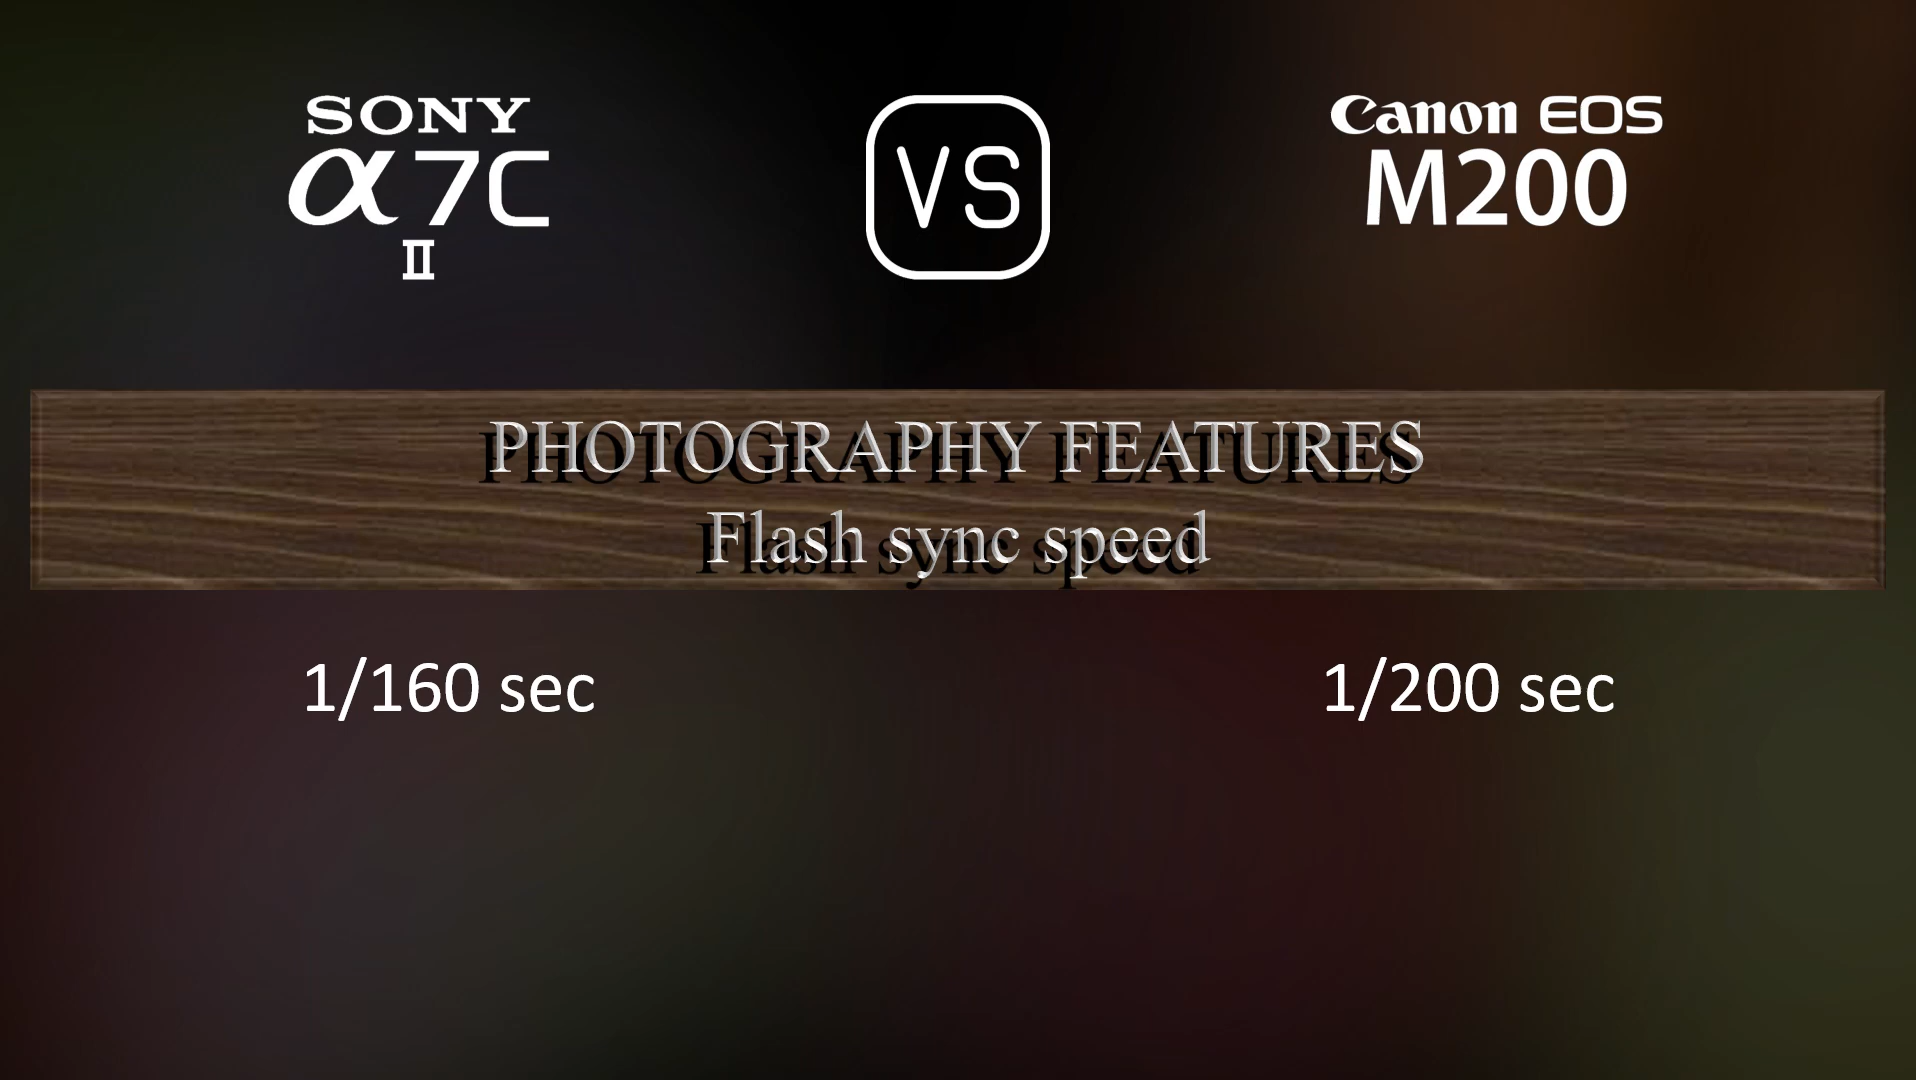 SONY
α7C
II
VS
Canon EOS
M200
PHOTOGRAPHY FEATURES
Flash sync speed
1/160 sec
1/200 sec